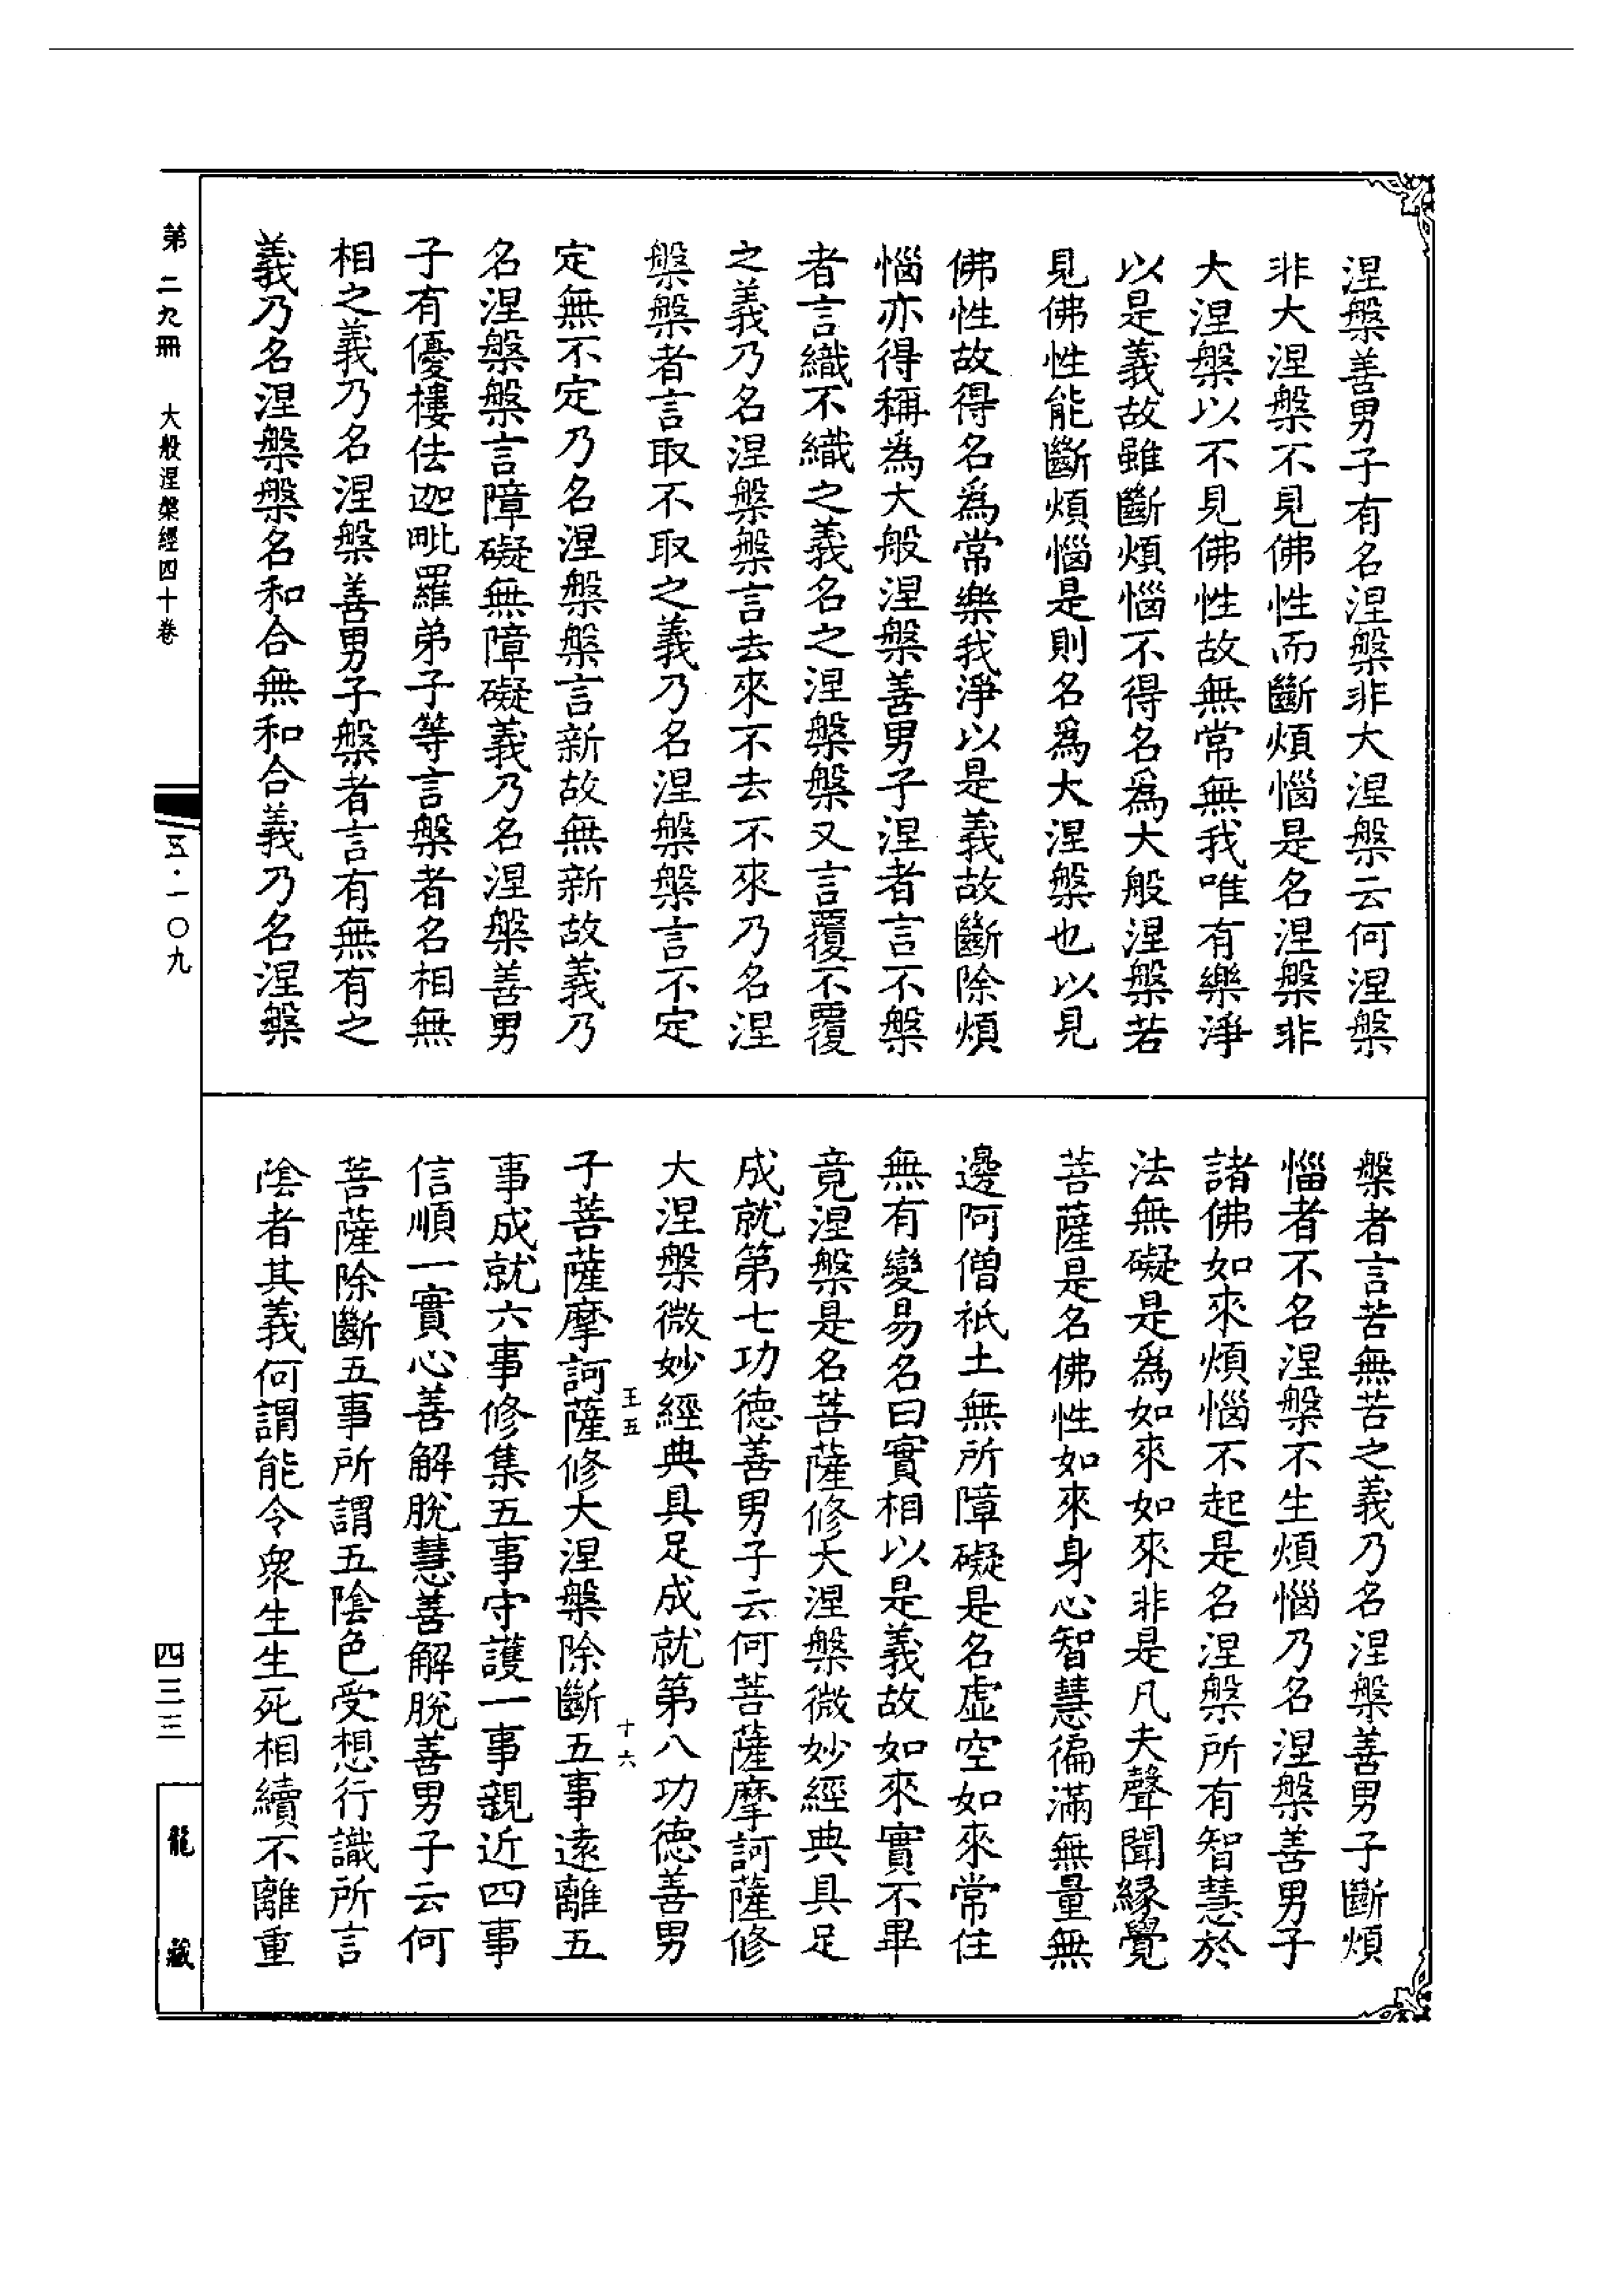 涅槃善男子有名涅槃非大涅槃云何涅槃
非大涅槃不見佛性而斷煩惱是名涅槃非
大涅槃以不見佛性故無常無我唯有樂淨
以是義故雖斷煩惱不得名爲大般涅槃若
見佛性能斷煩惱是則名爲大涅槃也以見
佛性故得名爲常樂我淨以是義故斷除煩
惱亦得稱爲大般涅槃善男子涅者言不槃
者言織不織之義名之涅槃槃又言覆不覆
之義乃名涅槃槃言去來不去不來乃名涅
槃槃者言取不取之義乃名涅槃槃言不定
定無不定乃名涅槃槃言新故無新故義乃
名涅槃槃言障礙無障礙義乃名涅槃善男
子有優樓佉迦毗羅弟子等言槃者名相無
相之義乃名涅槃善男子槃者言有無有之
義乃名涅槃槃名和合無和合義乃名涅槃
槃者言苦無苦之義乃名涅槃善男子斷煩
惱者不名涅槃不生煩惱乃名涅槃善男子
諸佛如來煩惱不起是名涅槃所有智慧於
法無礙是爲如來如來非是凡夫聲聞緣覺
菩薩是名佛性如來身心智慧徧滿無量無
邊阿僧祇土無所障礙是名虛空如來常住
無有變易名曰實相以是義故如來實不畢
竟涅槃是名菩薩修大涅槃微妙經典具足
成就第七功德善男子云何菩薩摩訶薩修
大涅槃微妙經典具足成就第八功德善男
王五 十六
子菩薩摩訶薩修大涅槃除斷五事遠離五
事成就六事修集五事守護一事親近四事
信順一實心善解脫慧善解脫善男子云何
菩薩除斷五事所謂五陰色受想行識所言
陰者其義何謂能令衆生生死相續不離重
第二九冊 大般涅槃經四十卷
五·一〇九
四三三
龍藏